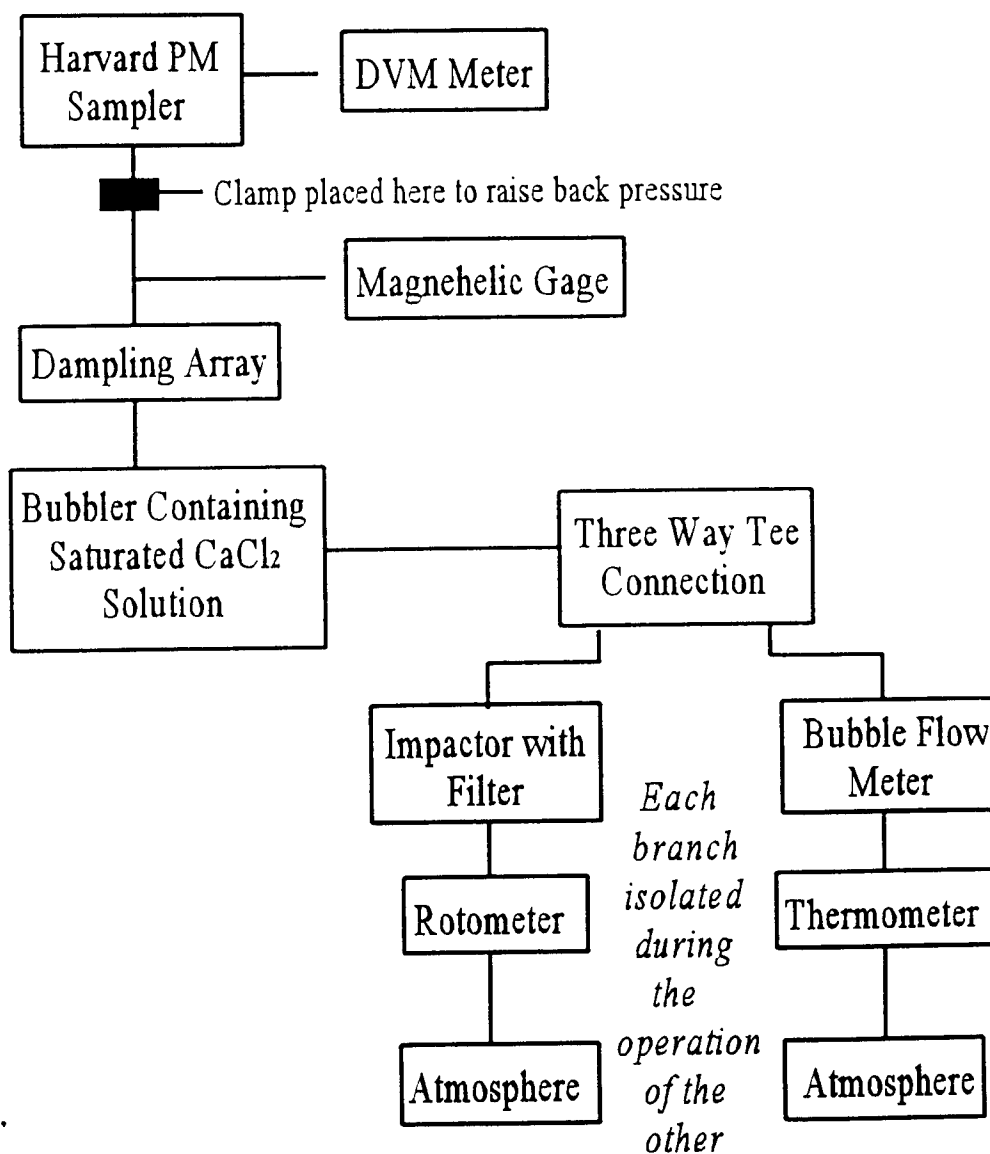 Harvard PM
Sampler
DVM Meter
Clamp placed here to raise back pressure
Magnehelic Gage
Dampling Array
Bubbler Containing
Saturated CaCl₂
Solution
Three Way Tee
Connection
Impactor with
Filter
Bubble Flow
Meter
Each
branch
isolated
during
the
operation
of the
other
Rotometer
Thermometer
Atmosphere
Atmosphere